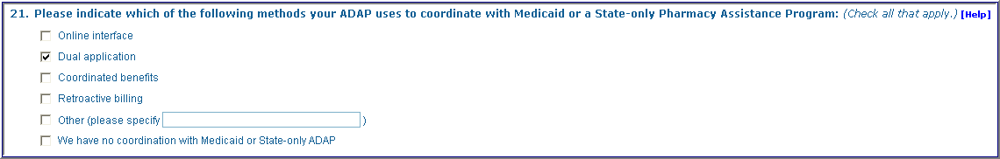 21. Please indicate which of the following methods your ADAP uses to coordinate with Medicaid or a State-only Pharmacy Assistance Program: (Check all that apply.) [Help]
Online interface
Dual application
Coordinated benefits
Retroactive billing
Other (please specify )
We have no coordination with Medicaid or State-only ADAP